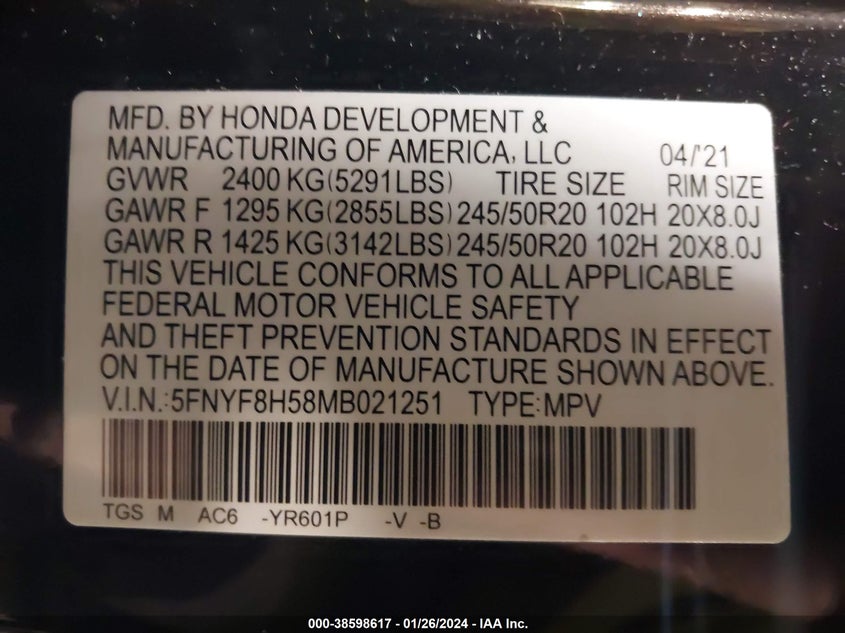 MFD. BY HONDA DEVELOPMENT &
MANUFACTURING OF AMERICA, LLC 04/'21
GVWR 2400 KG(5291LBS) TIRE SIZE RIM SIZE
GAWR F 1295 KG(2855LBS) 245/50R20 102H 20X8.0J
GAWR R 1425 KG(3142LBS) 245/50R20 102H 20X8.0J
THIS VEHICLE CONFORMS TO ALL APPLICABLE
FEDERAL MOTOR VEHICLE SAFETY
AND THEFT PREVENTION STANDARDS IN EFFECT
ON THE DATE OF MANUFACTURE SHOWN ABOVE.
V.I.N.:5FNYF8H58MB021251 TYPE:MPV
TGS M AC6 -YR601P -V -B
000-38598617 - 01/26/2024 - IAA Inc.